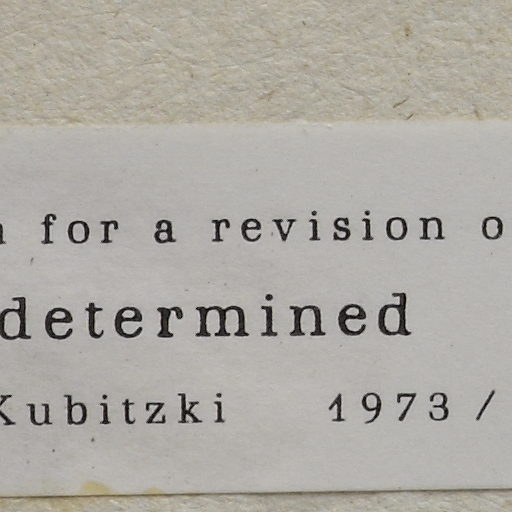 for a revision o
determined
Kubitzki 1973/